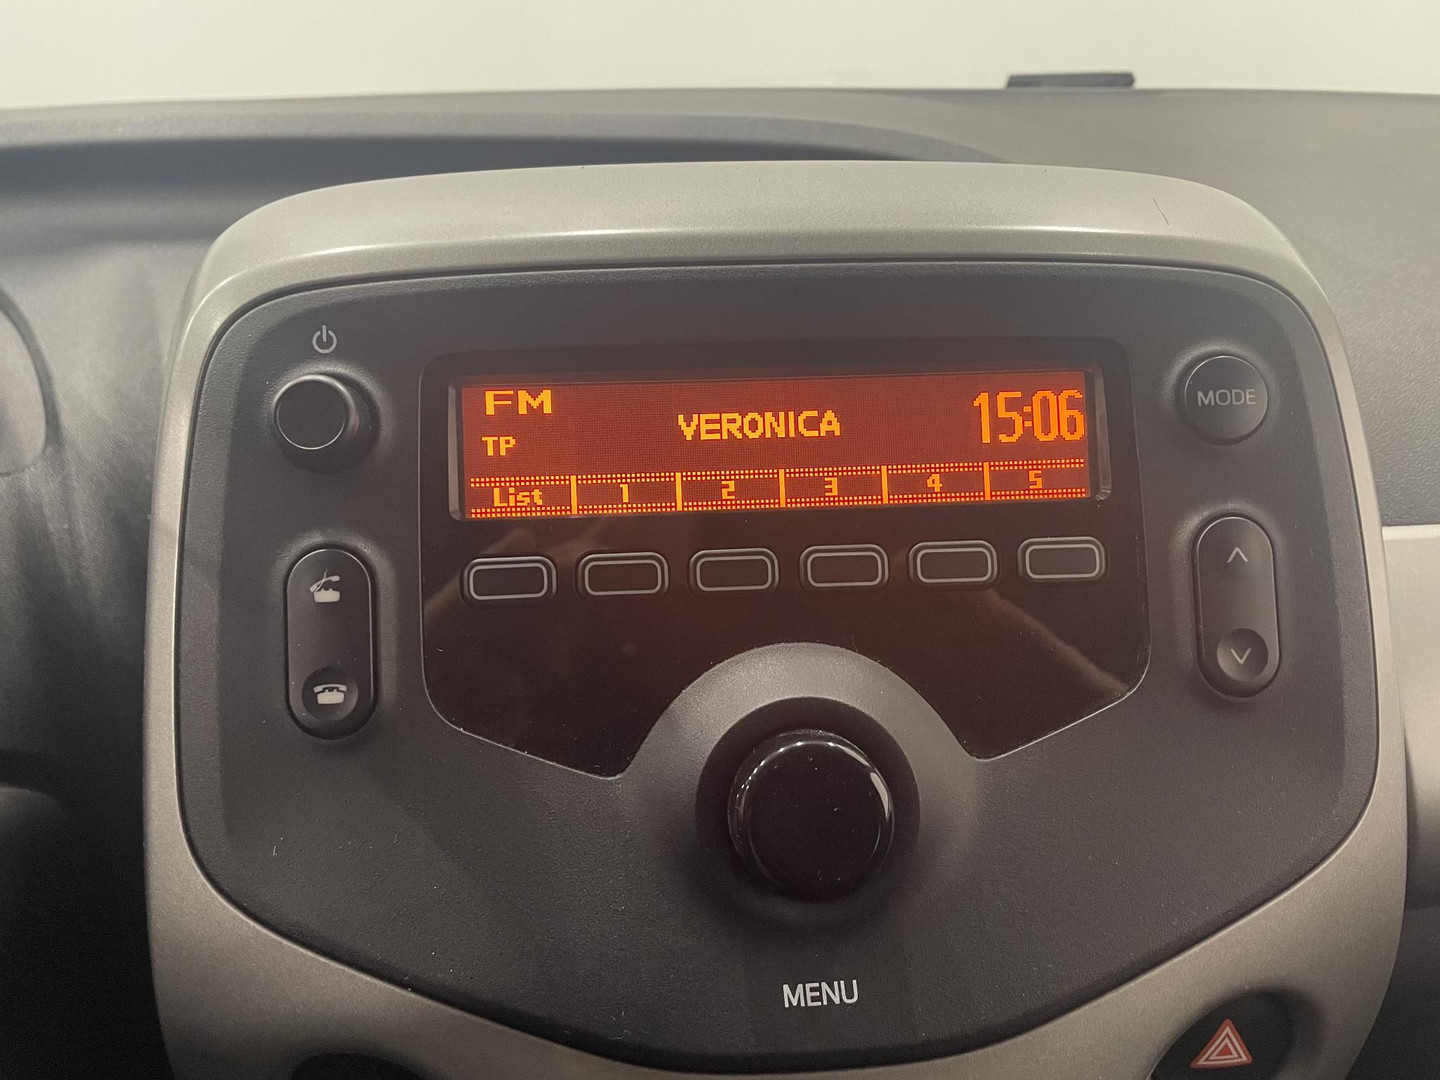 FM
VERONICA
15:06
TP
List 1 2 3 4 5
MODE
MENU